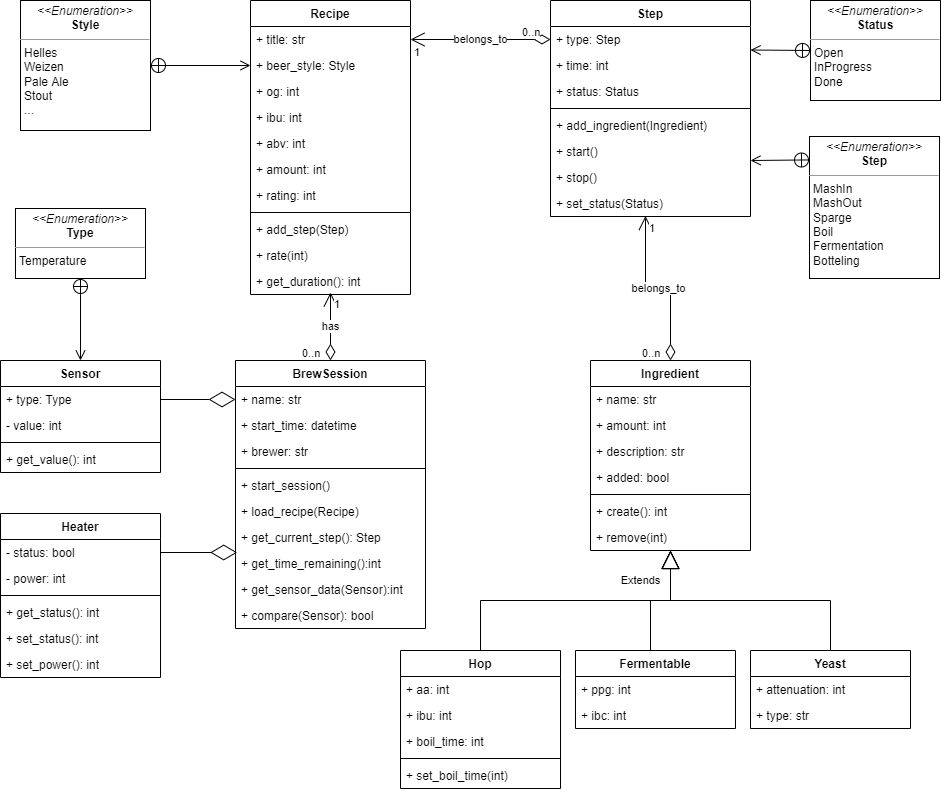 <<Enumeration>>
Style
Helles
Weizen
Pale Ale
Stout
...
Recipe
+ title: str
+ beer_style: Style
+ og: int
+ ibu: int
+ abv: int
+ amount: int
+ rating: int
+ add_step(Step)
+ rate(int)
+ get_duration(): int
belongs_to
1
0..n
Step
+ type: Step
+ time: int
+ status: Status
+ add_ingredient(Ingredient)
+ start()
+ stop()
+ set_status(Status)
<<Enumeration>>
Status
Open
InProgress
Done
<<Enumeration>>
Step
MashIn
MashOut
Sparge
Boil
Fermentation
Botteling
<<Enumeration>>
Type
Temperature
1
has
0..n
1
belongs_to
0..n
Sensor
+ type: Type
- value: int
+ get_value(): int
Heater
- status: bool
- power: int
+ get_status(): int
+ set_status(): int
+ set_power(): int
BrewSession
+ name: str
+ start_time: datetime
+ brewer: str
+ start_session()
+ load_recipe(Recipe)
+ get_current_step(): Step
+ get_time_remaining():int
+ get_sensor_data(Sensor):int
+ compare(Sensor): bool
Ingredient
+ name: str
+ amount: int
+ description: str
+ added: bool
+ create(): int
+ remove(int)
Extends
Hop
+ aa: int
+ ibu: int
+ boil_time: int
+ set_boil_time(int)
Fermentable
+ ppg: int
+ ibc: int
Yeast
+ attenuation: int
+ type: str